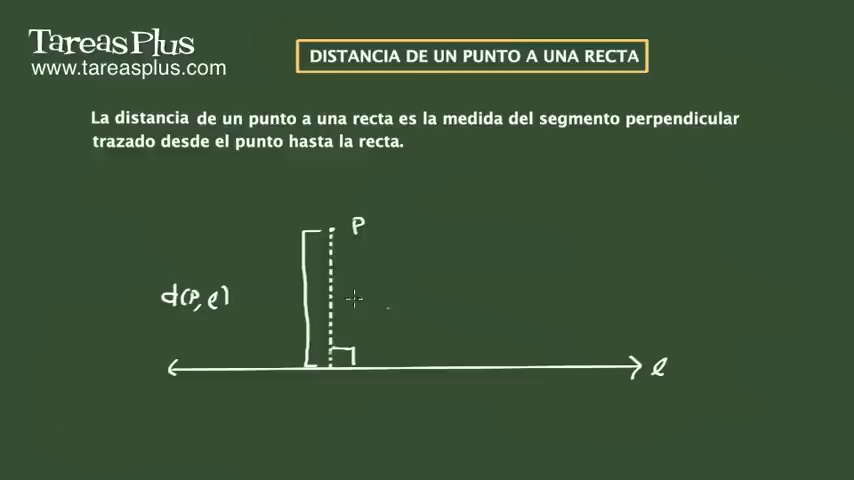 TareasPlus
www.tareasplus.com
DISTANCIA DE UN PUNTO A UNA RECTA
La distancia de un punto a una recta es la medida del segmento perpendicular
trazado desde el punto hasta la recta.
P
d(P, l)
l